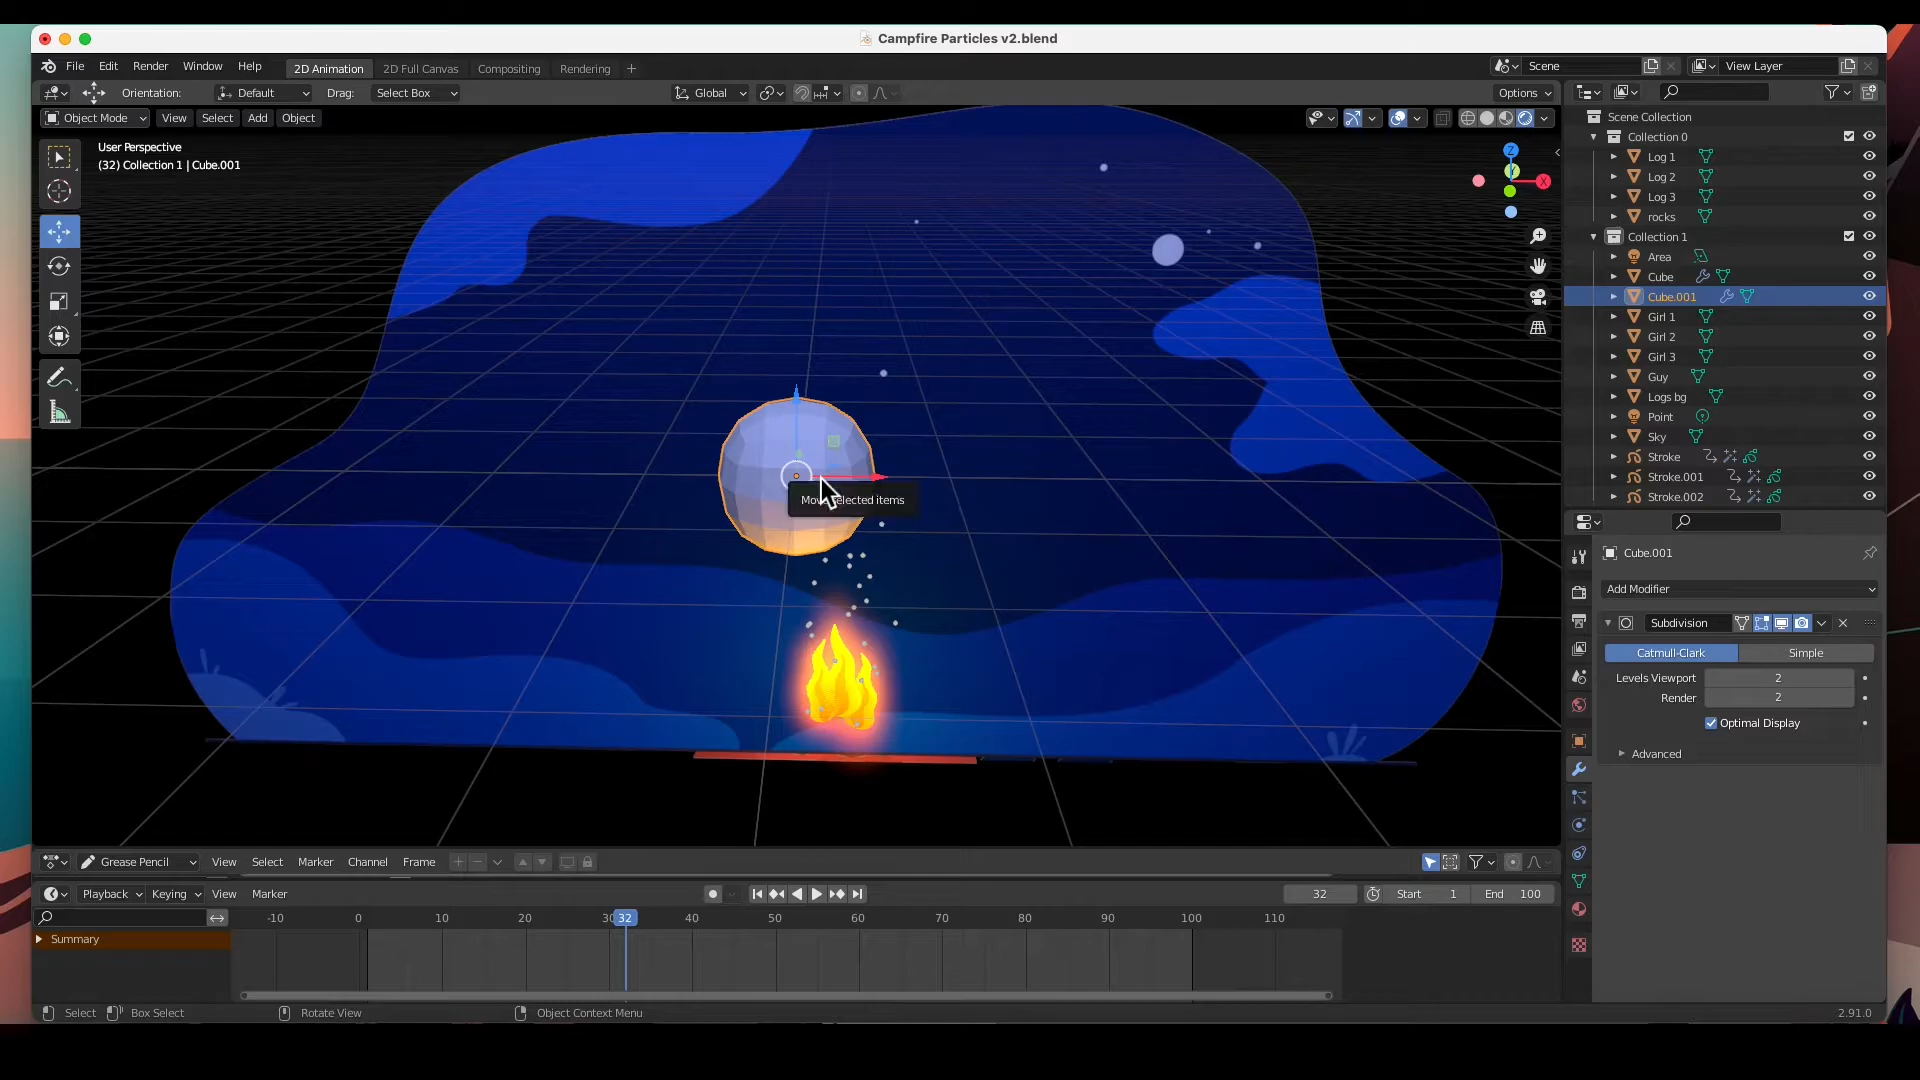 Campfire Particles v2.blend
File Edit Render Window Help 2D Animation 2D Full Canvas Compositing Rendering + Scene View Layer
Orientation: Default Drag: Select Box Global Options
Object Mode View Select Add Object
User Perspective
(32) Collection 1 | Cube.001
Z
X
Scene Collection
Collection 0
Log 1
Log 2
Log 3
rocks
Collection 1
Area
Cube
Cube.001
Girl 1
Girl 2
Girl 3
Guy
Logs bg
Point
Sky
Stroke
Stroke.001
Stroke.002
Cube.001
Add Modifier
Subdivision
Catmull-Clark Simple
Levels Viewport 2
Render 2
Optimal Display
Advanced
Grease Pencil View Select Marker Channel Frame
Playback Keying View Marker 32 Start 1 End 100
-10 0 10 20 32 40 50 60 70 80 90 100 110
Summary
Select Box Select Rotate View Object Context Menu 2.91.0